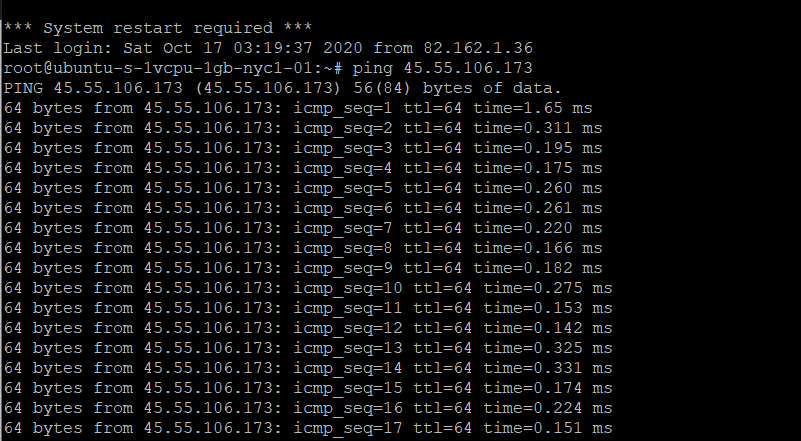 *** System restart required ***
Last login: Sat Oct 17 03:19:37 2020 from 82.162.1.36
root@ubuntu-s-1vcpu-1gb-nyc1-01:~# ping 45.55.106.173
PING 45.55.106.173 (45.55.106.173) 56(84) bytes of data.
64 bytes from 45.55.106.173: icmp_seq=1 ttl=64 time=1.65 ms
64 bytes from 45.55.106.173: icmp_seq=2 ttl=64 time=0.311 ms
64 bytes from 45.55.106.173: icmp_seq=3 ttl=64 time=0.195 ms
64 bytes from 45.55.106.173: icmp_seq=4 ttl=64 time=0.175 ms
64 bytes from 45.55.106.173: icmp_seq=5 ttl=64 time=0.260 ms
64 bytes from 45.55.106.173: icmp_seq=6 ttl=64 time=0.261 ms
64 bytes from 45.55.106.173: icmp_seq=7 ttl=64 time=0.220 ms
64 bytes from 45.55.106.173: icmp_seq=8 ttl=64 time=0.166 ms
64 bytes from 45.55.106.173: icmp_seq=9 ttl=64 time=0.182 ms
64 bytes from 45.55.106.173: icmp_seq=10 ttl=64 time=0.275 ms
64 bytes from 45.55.106.173: icmp_seq=11 ttl=64 time=0.153 ms
64 bytes from 45.55.106.173: icmp_seq=12 ttl=64 time=0.142 ms
64 bytes from 45.55.106.173: icmp_seq=13 ttl=64 time=0.325 ms
64 bytes from 45.55.106.173: icmp_seq=14 ttl=64 time=0.331 ms
64 bytes from 45.55.106.173: icmp_seq=15 ttl=64 time=0.174 ms
64 bytes from 45.55.106.173: icmp_seq=16 ttl=64 time=0.224 ms
64 bytes from 45.55.106.173: icmp_seq=17 ttl=64 time=0.151 ms